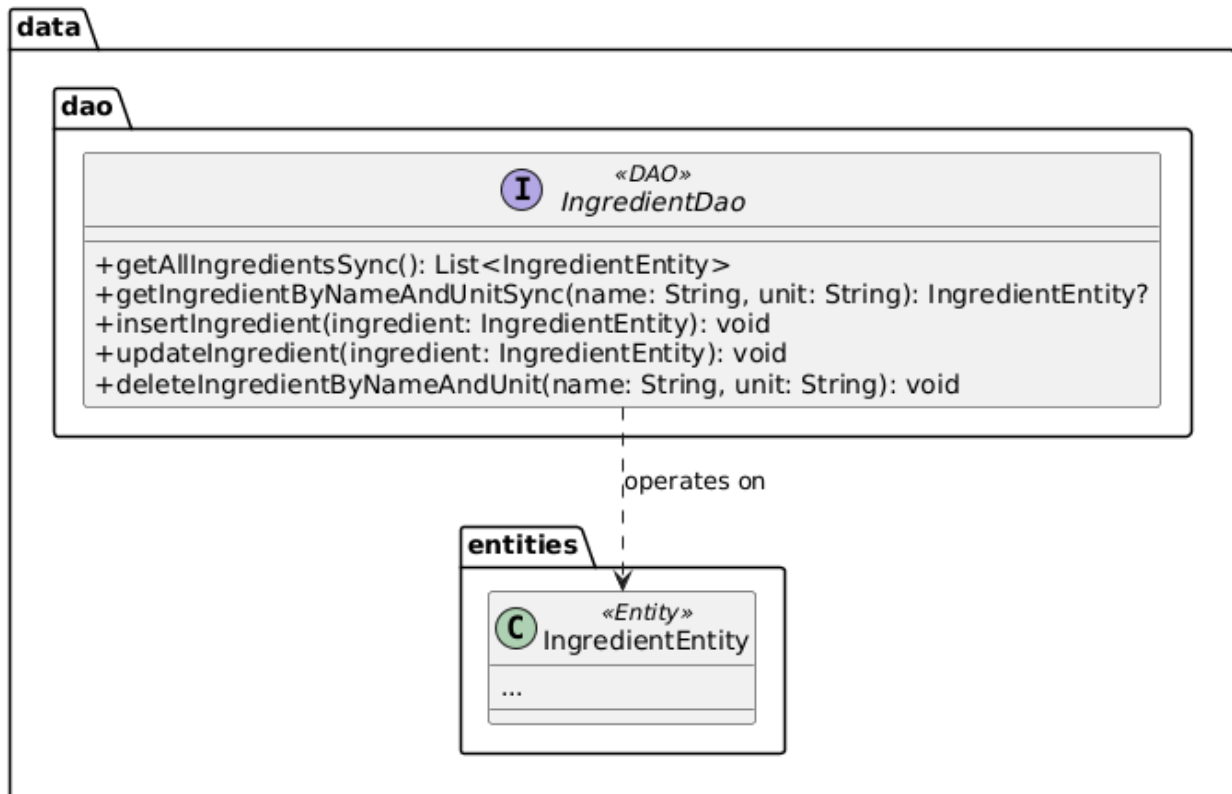 data
dao
I
«DAO»
IngredientDao
+getAllIngredientsSync(): List<IngredientEntity>
+getIngredientByNameAndUnitSync(name: String, unit: String): IngredientEntity?
+insertIngredient(ingredient: IngredientEntity): void
+updateIngredient(ingredient: IngredientEntity): void
+deleteIngredientByNameAndUnit(name: String, unit: String): void
operates on
entities
C
«Entity»
IngredientEntity
...